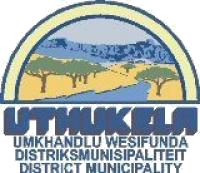 UTHUKELA
UMKHANDLU WESIFUNDA
DISTRIKSMUNISIPALITEIT
DISTRICT MUNICIPALITY